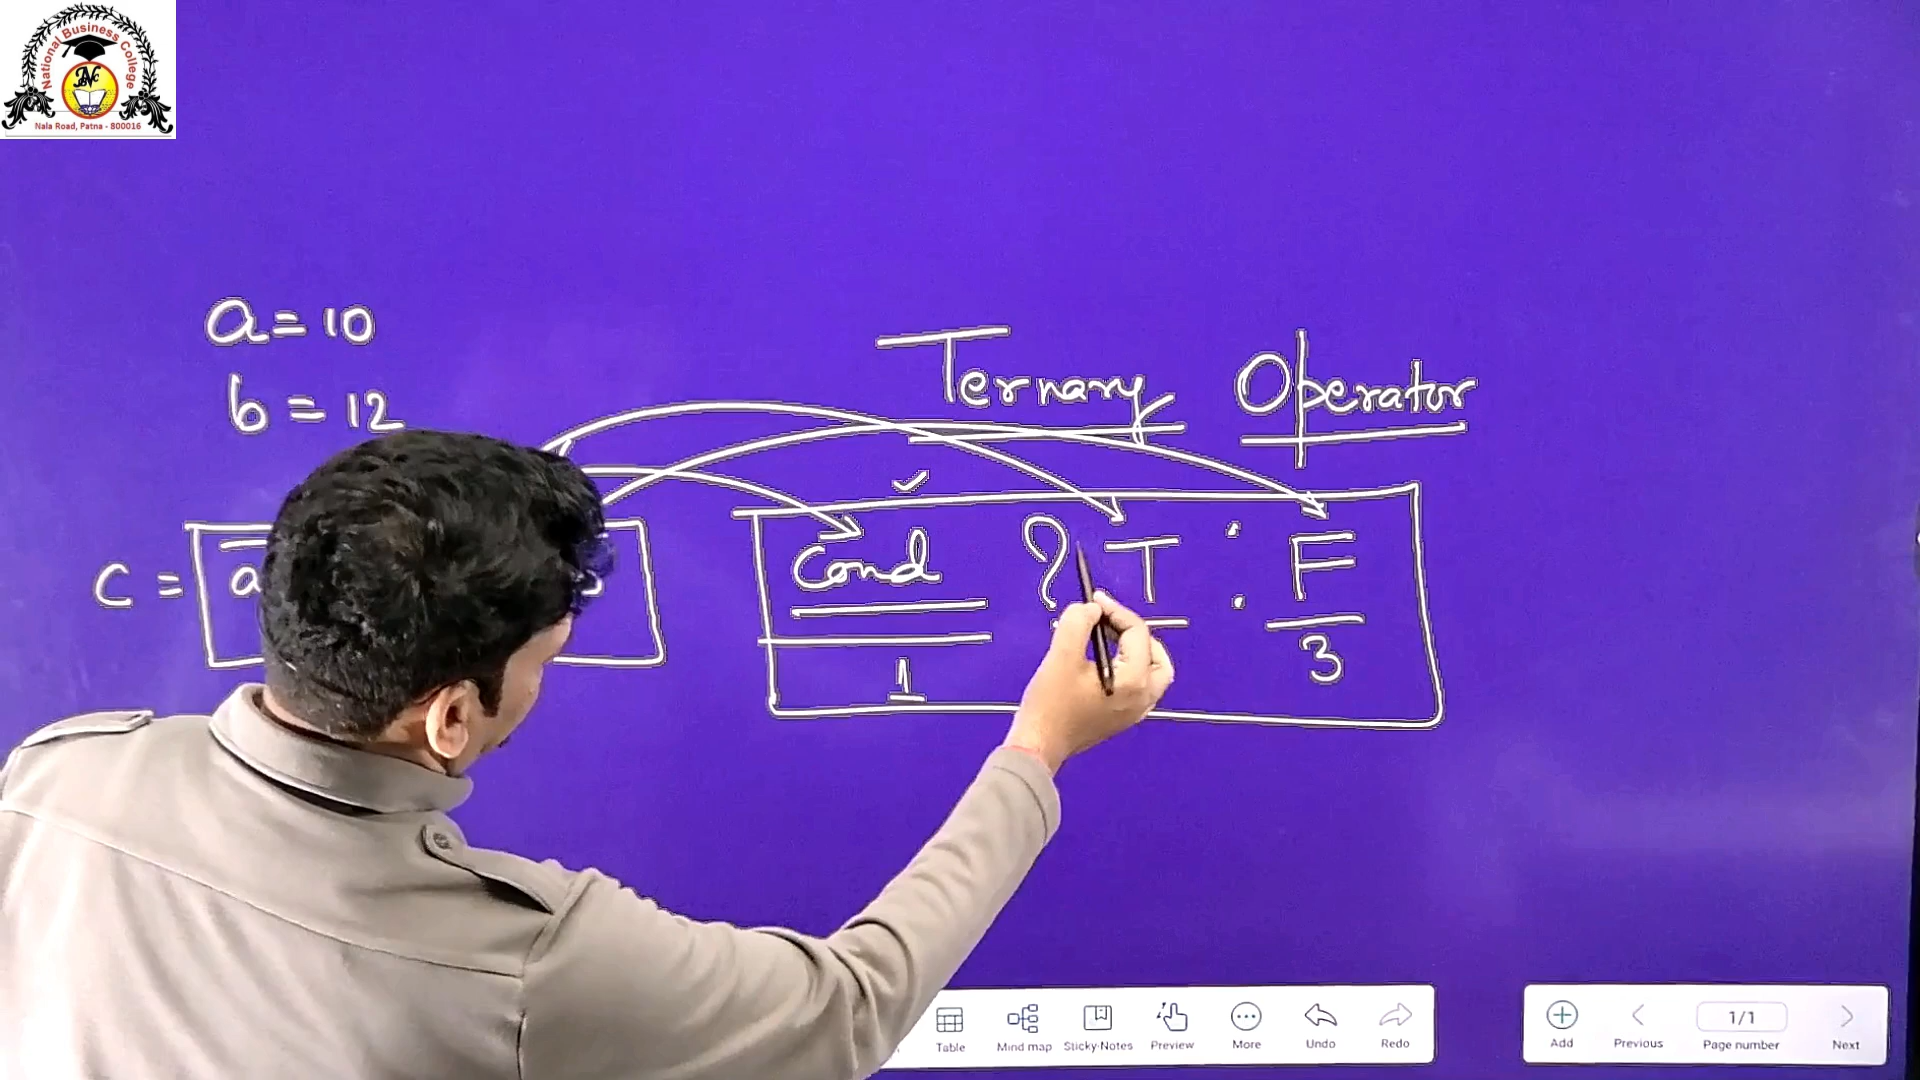 National Business College
Nala Road, Patna - 800016
a = 10
b = 12
Ternary Operator
c = a
Cond ? T : F
1 3
Table Mind map Sticky-Notes Preview More Undo Redo
Add Previous 1/1 Page number Next